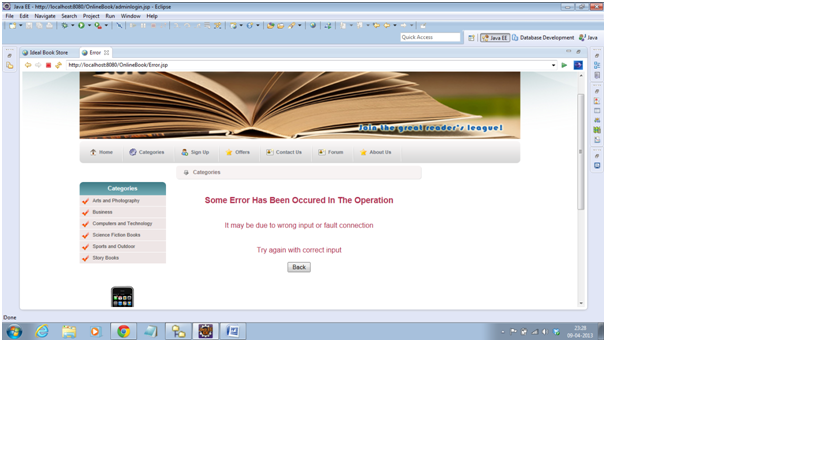 Java EE - http://localhost:8080/OnlineBook/adminlogin.jsp - Eclipse
File Edit Navigate Search Project Run Window Help
Quick Access
Java EE Database Development Java
Ideal Book Store Error
http://localhost:8080/OnlineBook/Error.jsp
Join the great reader's league!
Home Categories Sign Up Offers Contact Us Forum About Us
Categories
Categories
Arts and Photography
Business
Computers and Technology
Science Fiction Books
Sports and Outdoor
Story Books
Some Error Has Been Occured In The Operation
It may be due to wrong input or fault connection
Try again with correct input
Back
Done
23:28
08-04-2013